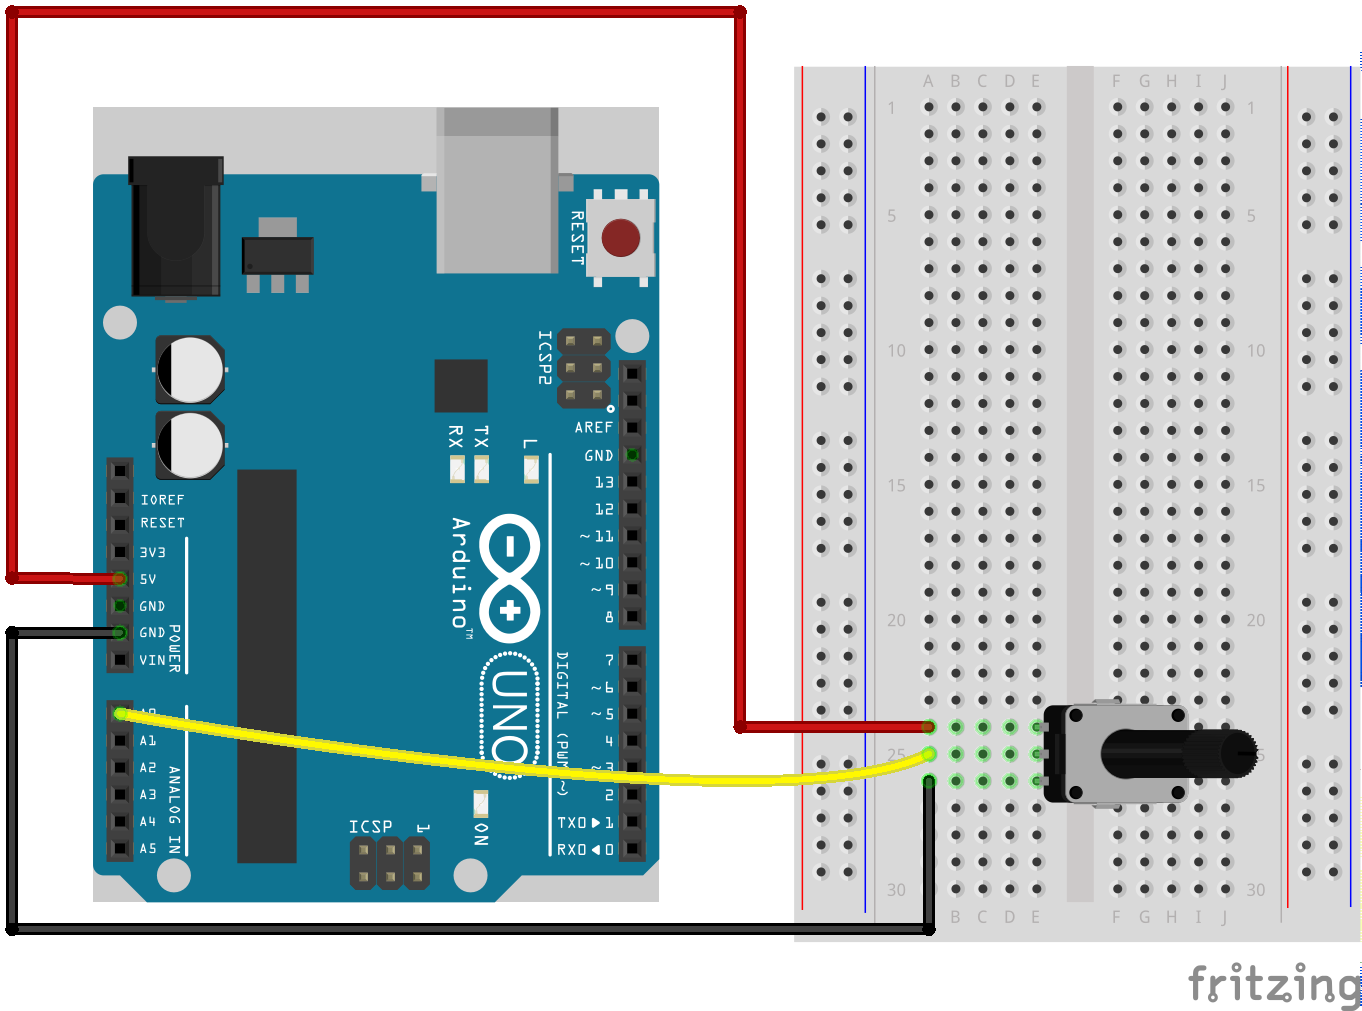 A B C D E F G H I J
1 1
5 5
10 10
15 15
20 20
25 5
30 30
A B C D E F G H I J
RESET
ICSP2
AREF
GND
13
12
~11
~10
~9
8
7
~6
~5
4
~3
2
TX0▶1
RX0◀0
DIGITAL (PWM ~)
RX
TX
L
Arduino™
UNO
ON
ICSP
1
IOREF
RESET
3V3
5V
GND
GND
VIN
POWER
A0
A1
A2
A3
A4
A5
ANALOG IN
fritzing